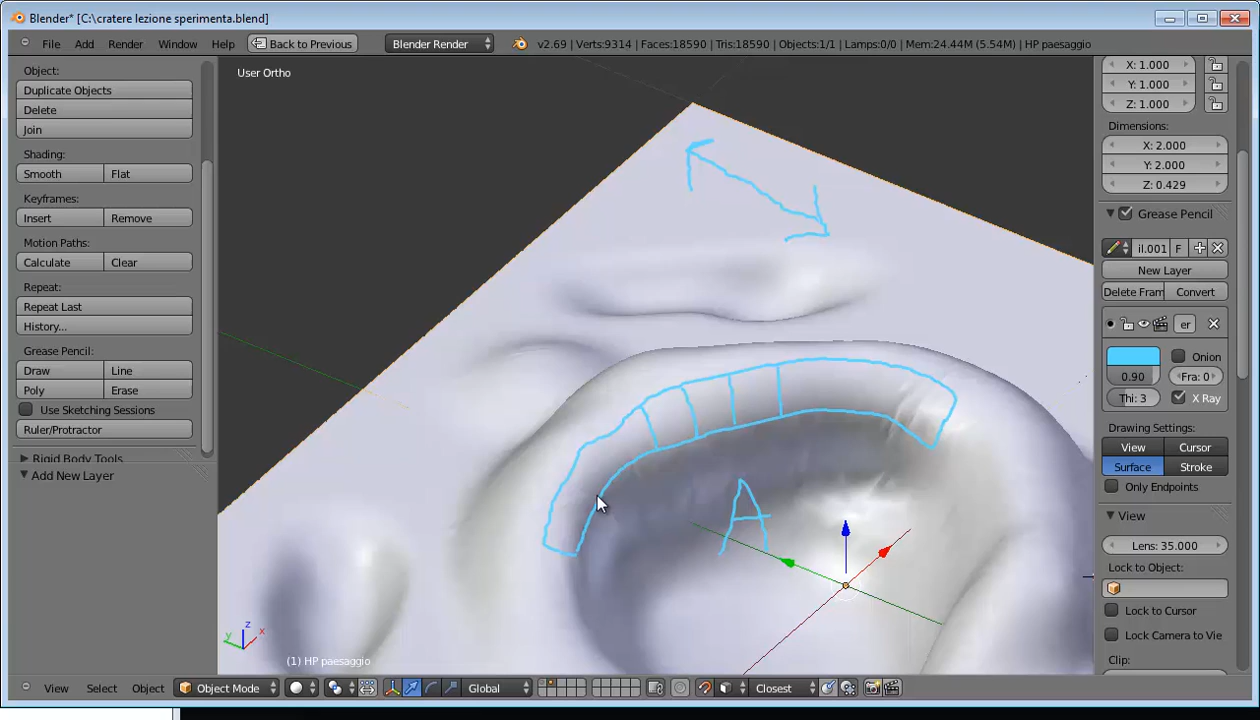 Blender* [C:\cratere lezione sperimenta.blend]
File Add Render Window Help Back to Previous Blender Render v2.69 | Verts:9314 | Faces:18590 | Tris:18590 | Objects:1/1 | Lamps:0/0 | Mem:24.44M (5.54M) | HP paesaggio
Object:
Duplicate Objects
Delete
Join
Shading:
Smooth Flat
Keyframes:
Insert Remove
Motion Paths:
Calculate Clear
Repeat:
Repeat Last
History...
Grease Pencil:
Draw Line
Poly Erase
Use Sketching Sessions
Ruler/Protractor
Rigid Body Tools
Add New Layer
User Ortho
A
z
y x
(1) HP paesaggio
X: 1.000
Y: 1.000
Z: 1.000
Dimensions:
X: 2.000
Y: 2.000
Z: 0.429
Grease Pencil
il.001 F
New Layer
Delete Fram Convert
er
Onion
0.90 Fra: 0
Thi: 3 X Ray
Drawing Settings:
View Cursor
Surface Stroke
Only Endpoints
View
Lens: 35.000
Lock to Object:
Lock to Cursor
Lock Camera to Vie
Clip:
View Select Object Object Mode Global Closest